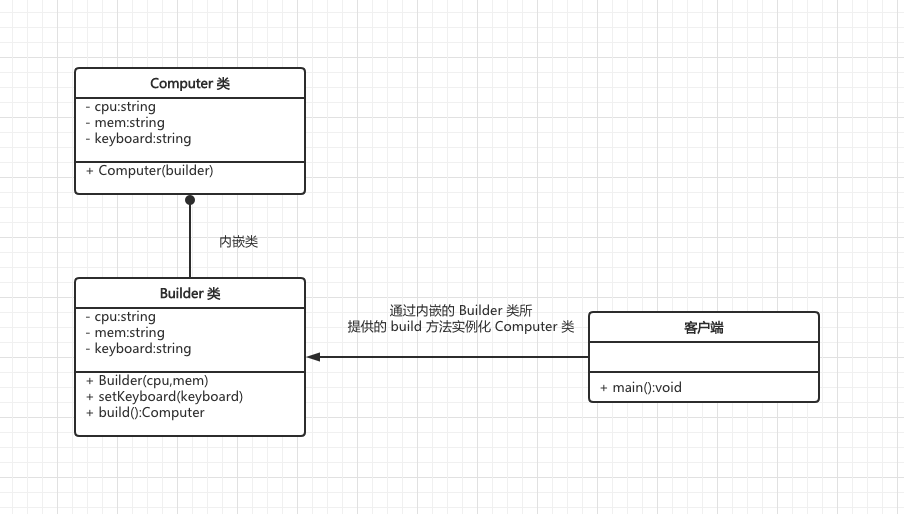 Computer 类
- cpu:string
- mem:string
- keyboard:string
+ Computer(builder)
内嵌类
Builder 类
- cpu:string
- mem:string
- keyboard:string
+ Builder(cpu,mem)
+ setKeyboard(keyboard)
+ build():Computer
通过内嵌的 Builder 类所
提供的 build 方法实例化 Computer 类
客户端
+ main():void